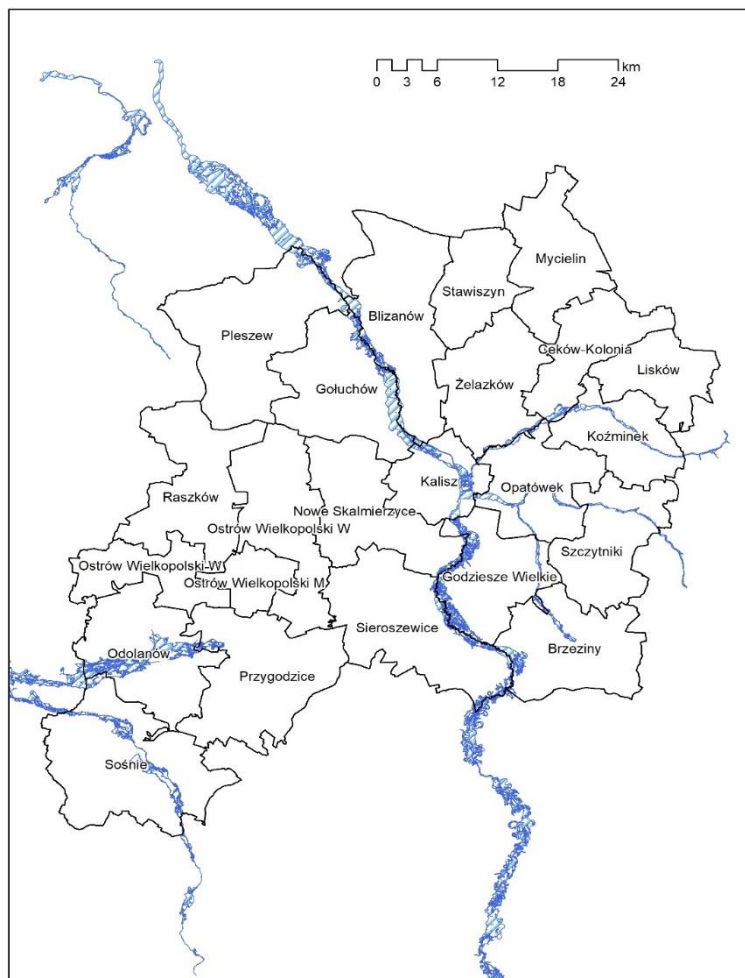 km
0 3 6 12 18 24
Mycielin
Stawiszyn
Blizanów
Pleszew
Ceków-Kolonia
Lisków
Żelazków
Gołuchów
Koźminek
Kalisz
Opatówek
Raszków
Nowe Skalmierzyce
Ostrów Wielkopolski W
Szczytniki
Ostrów Wielkopolski W
Godziesze Wielkie
Ostrów Wielkopolski M
Sieroszewice
Brzeziny
Odolanów
Przygodzice
Sośnie